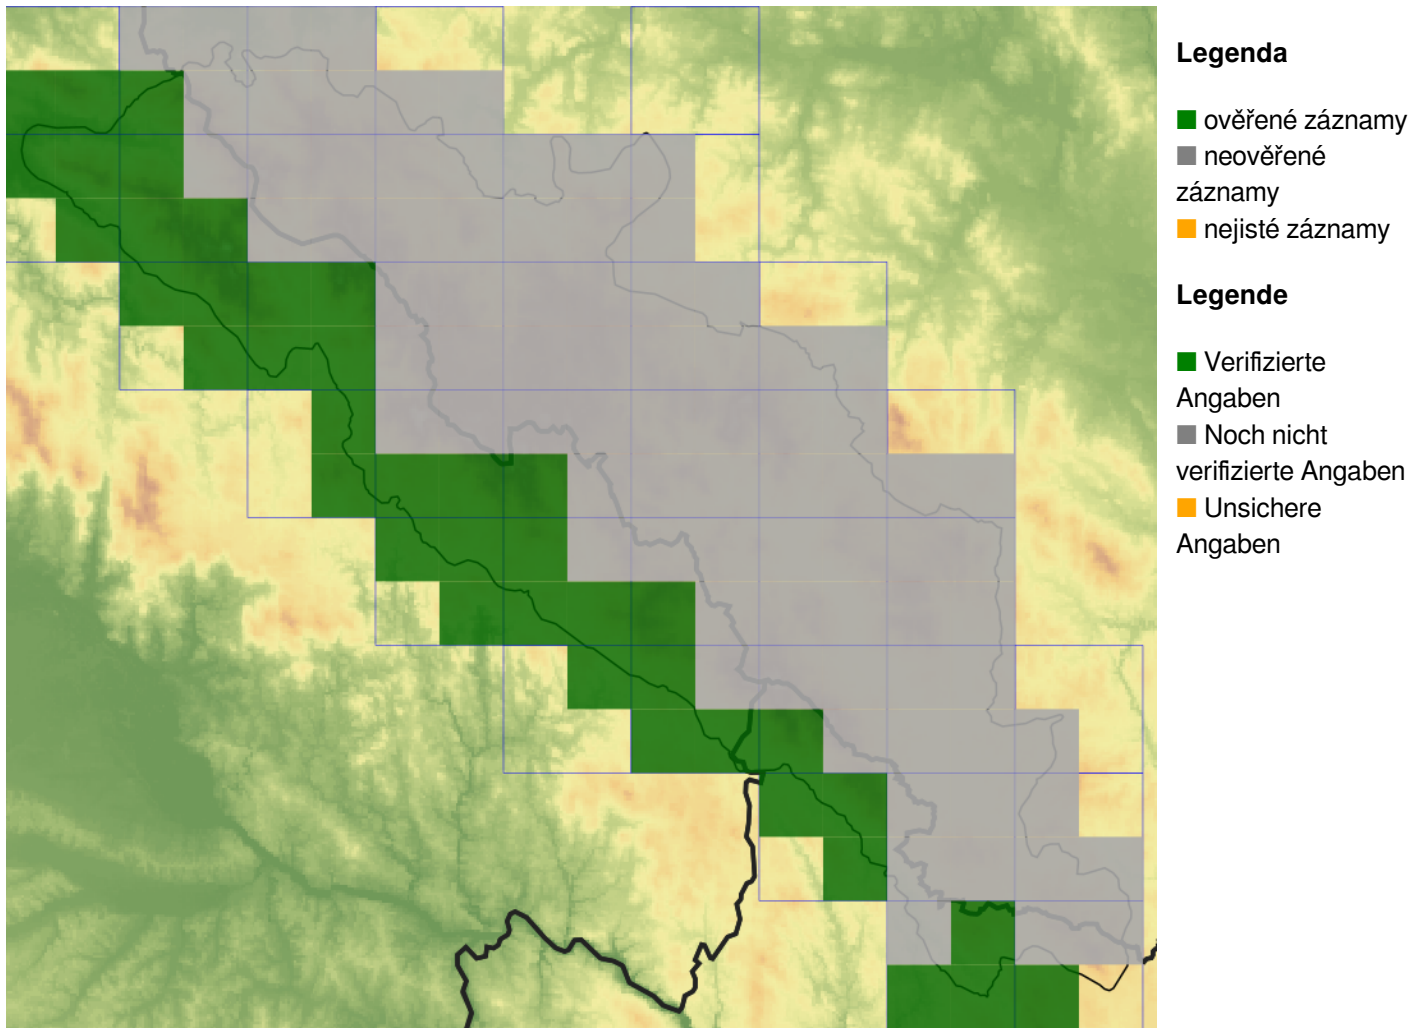 Legenda
ověřené záznamy
neověřené
záznamy
nejisté záznamy
Legende
Verifizierte
Angaben
Noch nicht
verifizierte Angaben
Unsichere
Angaben